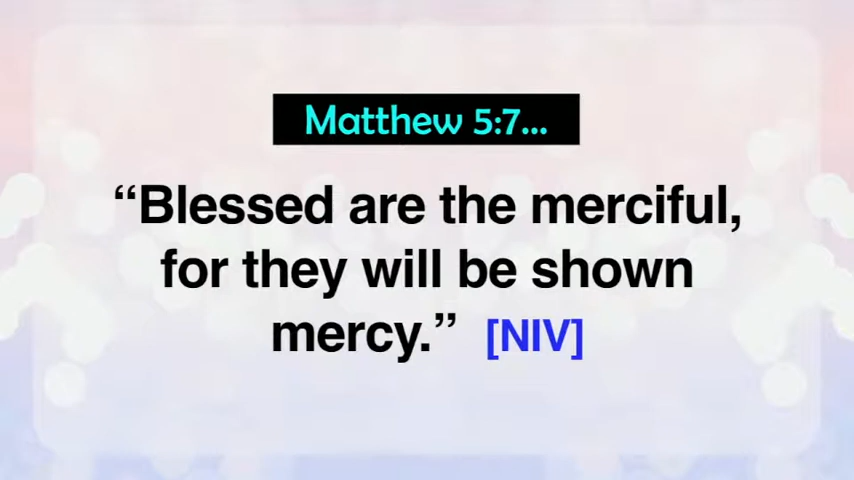 Matthew 5:7...
“Blessed are the merciful,
for they will be shown
mercy.” [NIV]